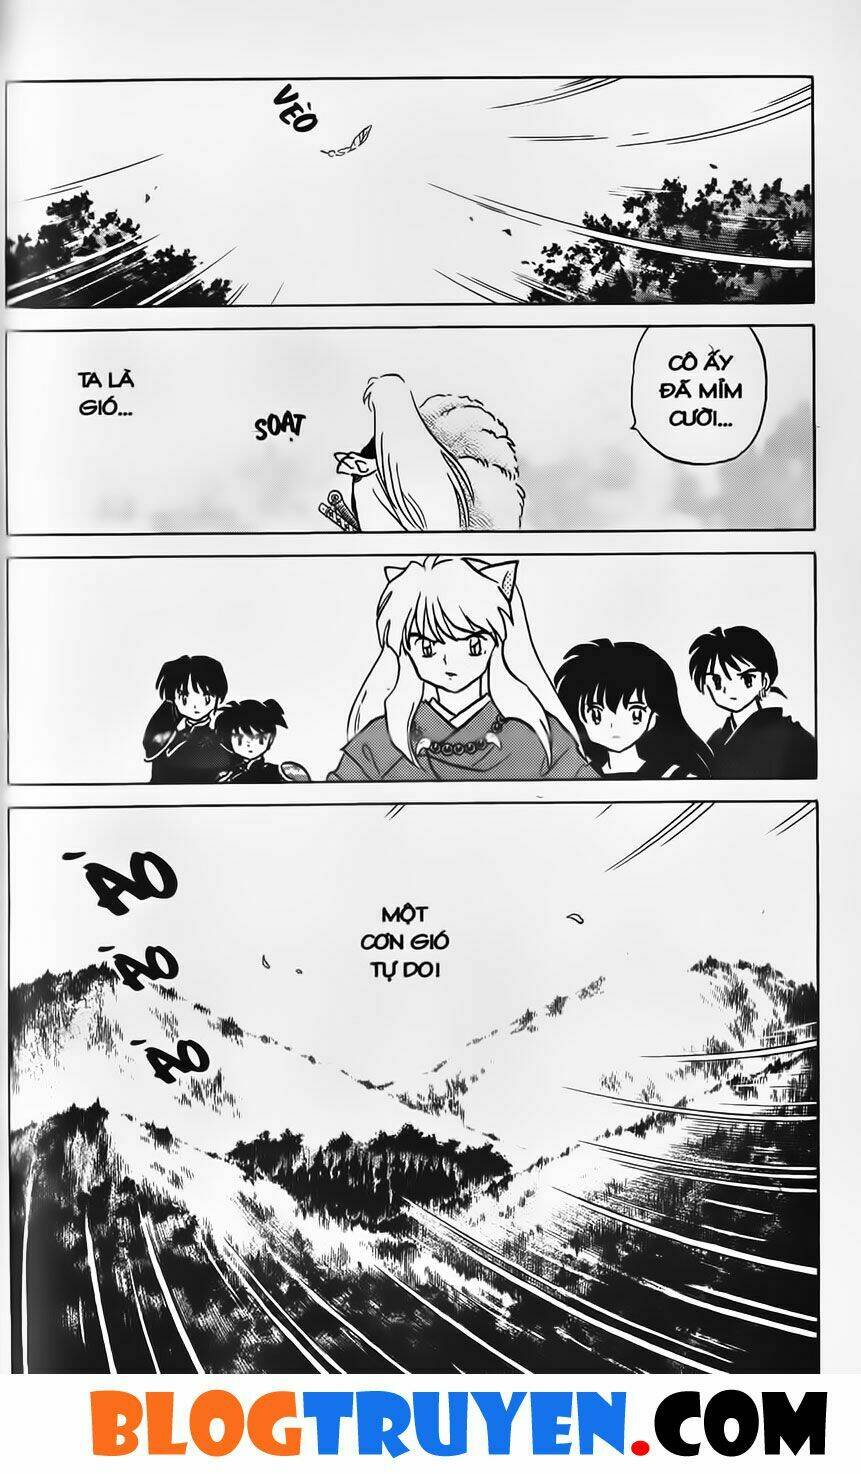 VÈO
CÔ ẤY
ĐÃ MỈM
CƯỜI...
SOẠT
TA LÀ
GIÓ...
MỘT
CƠN GIÓ
TỰ DO!
ÀO
ÀO
ÀO
BLOGTRUYEN.COM